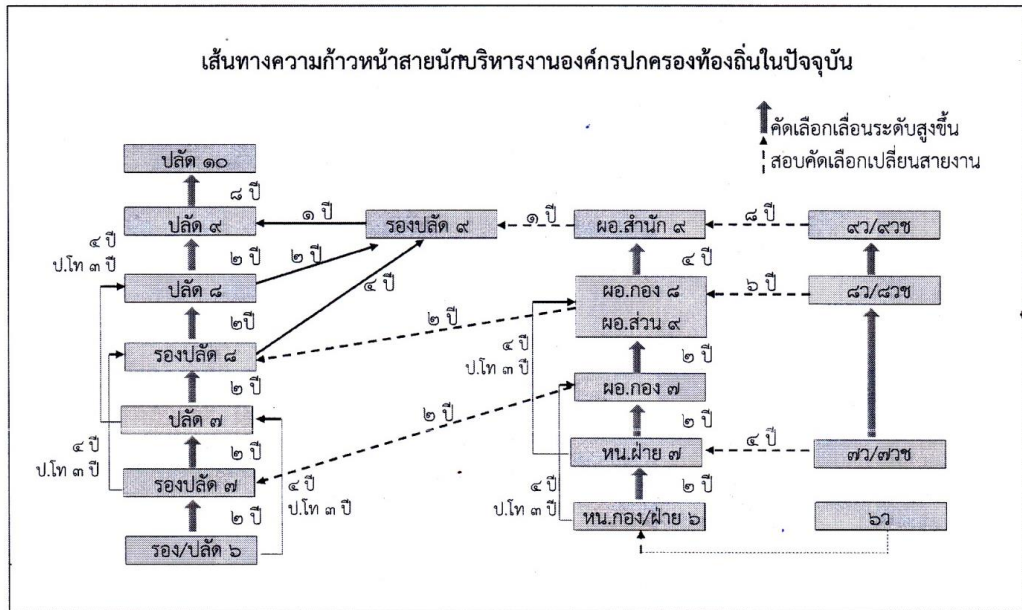 เส้นทางความก้าวหน้าสายนักบริหารงานองค์กรปกครองท้องถิ่นในปัจจุบัน
คัดเลือกเลื่อนระดับสูงขึ้น
สอบคัดเลือกเปลี่ยนสายงาน
ปลัด ๑๐
๘ ปี
ปลัด ๙
๑ ปี
รองปลัด ๙
๑ ปี
ผอ.สำนัก ๙
๘ ปี
๙ว/๙วช
๔ ปี
ป.โท ๓ ปี
๒ ปี
๒ ปี
๔ ปี
๔ ปี
ปลัด ๘
ผอ.กอง ๘
ผอ.ส่วน ๙
๖ ปี
๘ว/๘วช
๒ปี
๒ ปี
รองปลัด ๘
๔ ปี
ป.โท ๓ ปี
๒ ปี
๒ ปี
ผอ.กอง ๗
ปลัด ๗
๒ ปี
๒ ปี
๔ ปี
ป.โท ๓ ปี
๒ ปี
หน.ฝ่าย ๗
๔ ปี
๗ว/๗วช
รองปลัด ๗
๔ ปี
ป.โท ๓ ปี
๒ ปี
๔ ปี
ป.โท ๓ ปี
๒ ปี
รอง/ปลัด ๖
หน.กอง/ฝ่าย ๖
๖ว